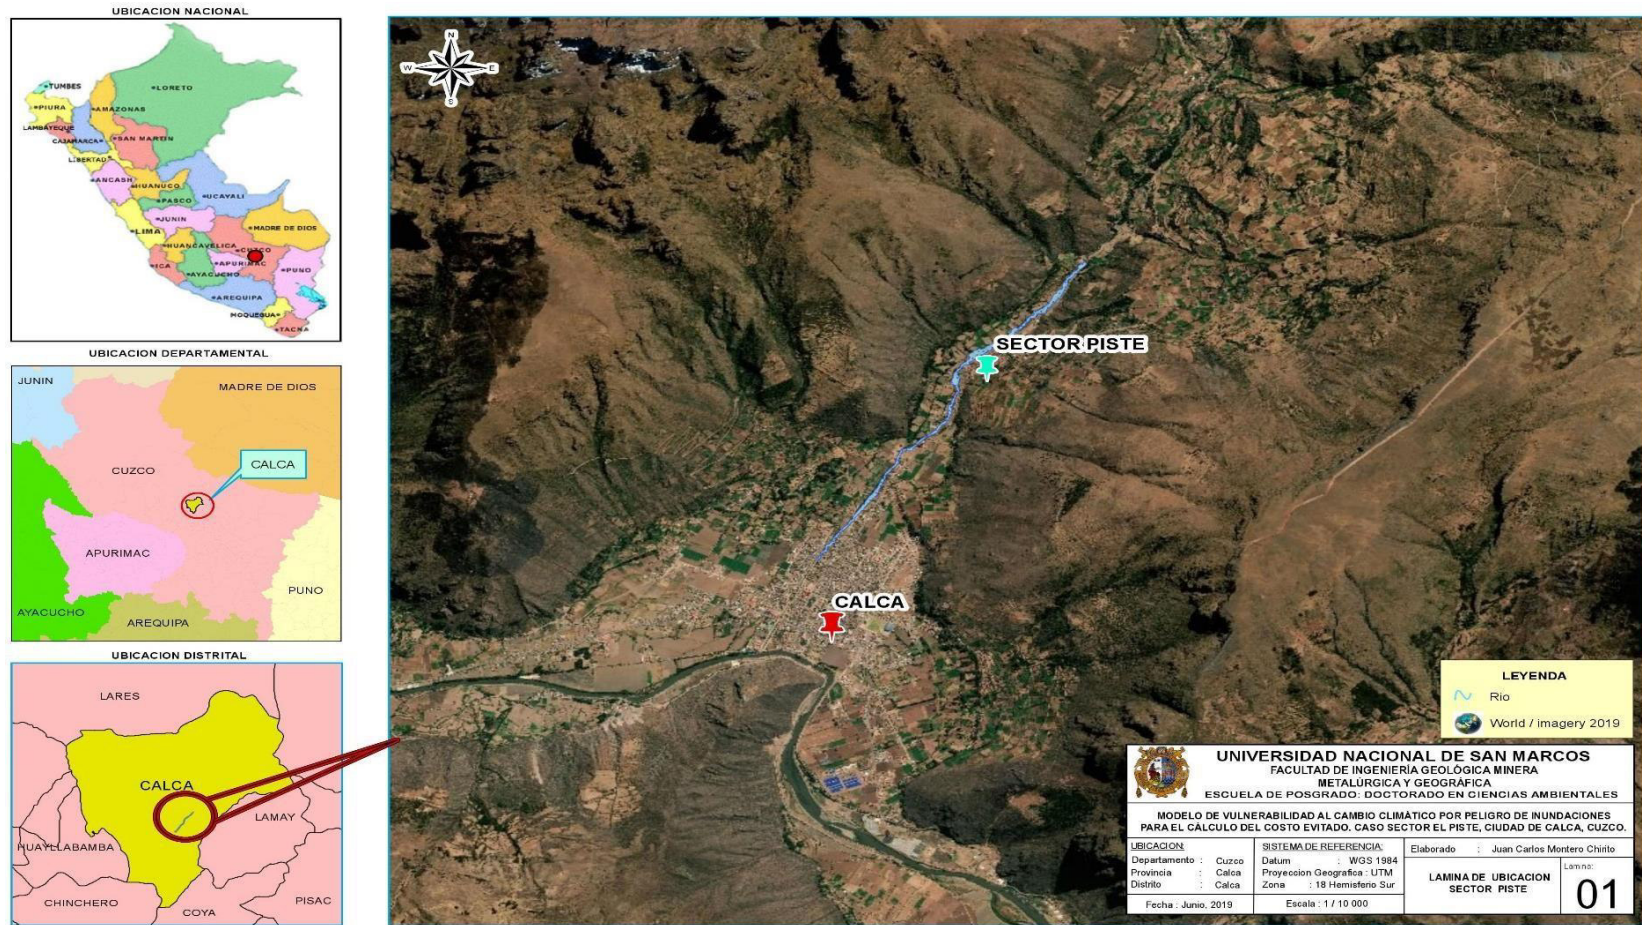 UBICACION NACIONAL
TUMBES
LORETO
PIURA
AMAZONAS
LAMBAYEQUE
CAJAMARCA
SAN MARTIN
LIBERTAD
ANCASH
HUANUCO
UCAYALI
PASCO
JUNIN
LIMA
MADRE DE DIOS
HUANCAVELICA
CUZCO
ICA
APURIMAC
PUNO
AYACUCHO
AREQUIPA
MOQUEGUA
TACNA
UBICACION DEPARTAMENTAL
JUNIN
MADRE DE DIOS
CUZCO
CALCA
APURIMAC
PUNO
AYACUCHO
AREQUIPA
UBICACION DISTRITAL
LARES
CALCA
LAMAY
HUAYLLABAMBA
CHINCHERO
COYA
PISAC
N
W E
S
SECTOR PISTE
CALCA
LEYENDA
Rio
World / imagery 2019
UNIVERSIDAD NACIONAL DE SAN MARCOS
FACULTAD DE INGENIERÍA GEOLÓGICA MINERA
METALÚRGICA Y GEOGRÁFICA
ESCUELA DE POSGRADO: DOCTORADO EN CIENCIAS AMBIENTALES
MODELO DE VULNERABILIDAD AL CAMBIO CLIMÁTICO POR PELIGRO DE INUNDACIONES
PARA EL CÁLCULO DEL COSTO EVITADO. CASO SECTOR EL PISTE, CIUDAD DE CALCA, CUZCO.
UBICACION:
Departamento : Cuzco
Provincia : Calca
Distrito : Calca
Fecha : Junio, 2019
SISTEMA DE REFERENCIA:
Datum : WGS 1984
Proyeccion Geografica : UTM
Zona : 18 Hemisferio Sur
Escala : 1 / 10 000
Elaborado : Juan Carlos Montero Chirito
LAMINA DE UBICACION
SECTOR PISTE
Lamina:
01